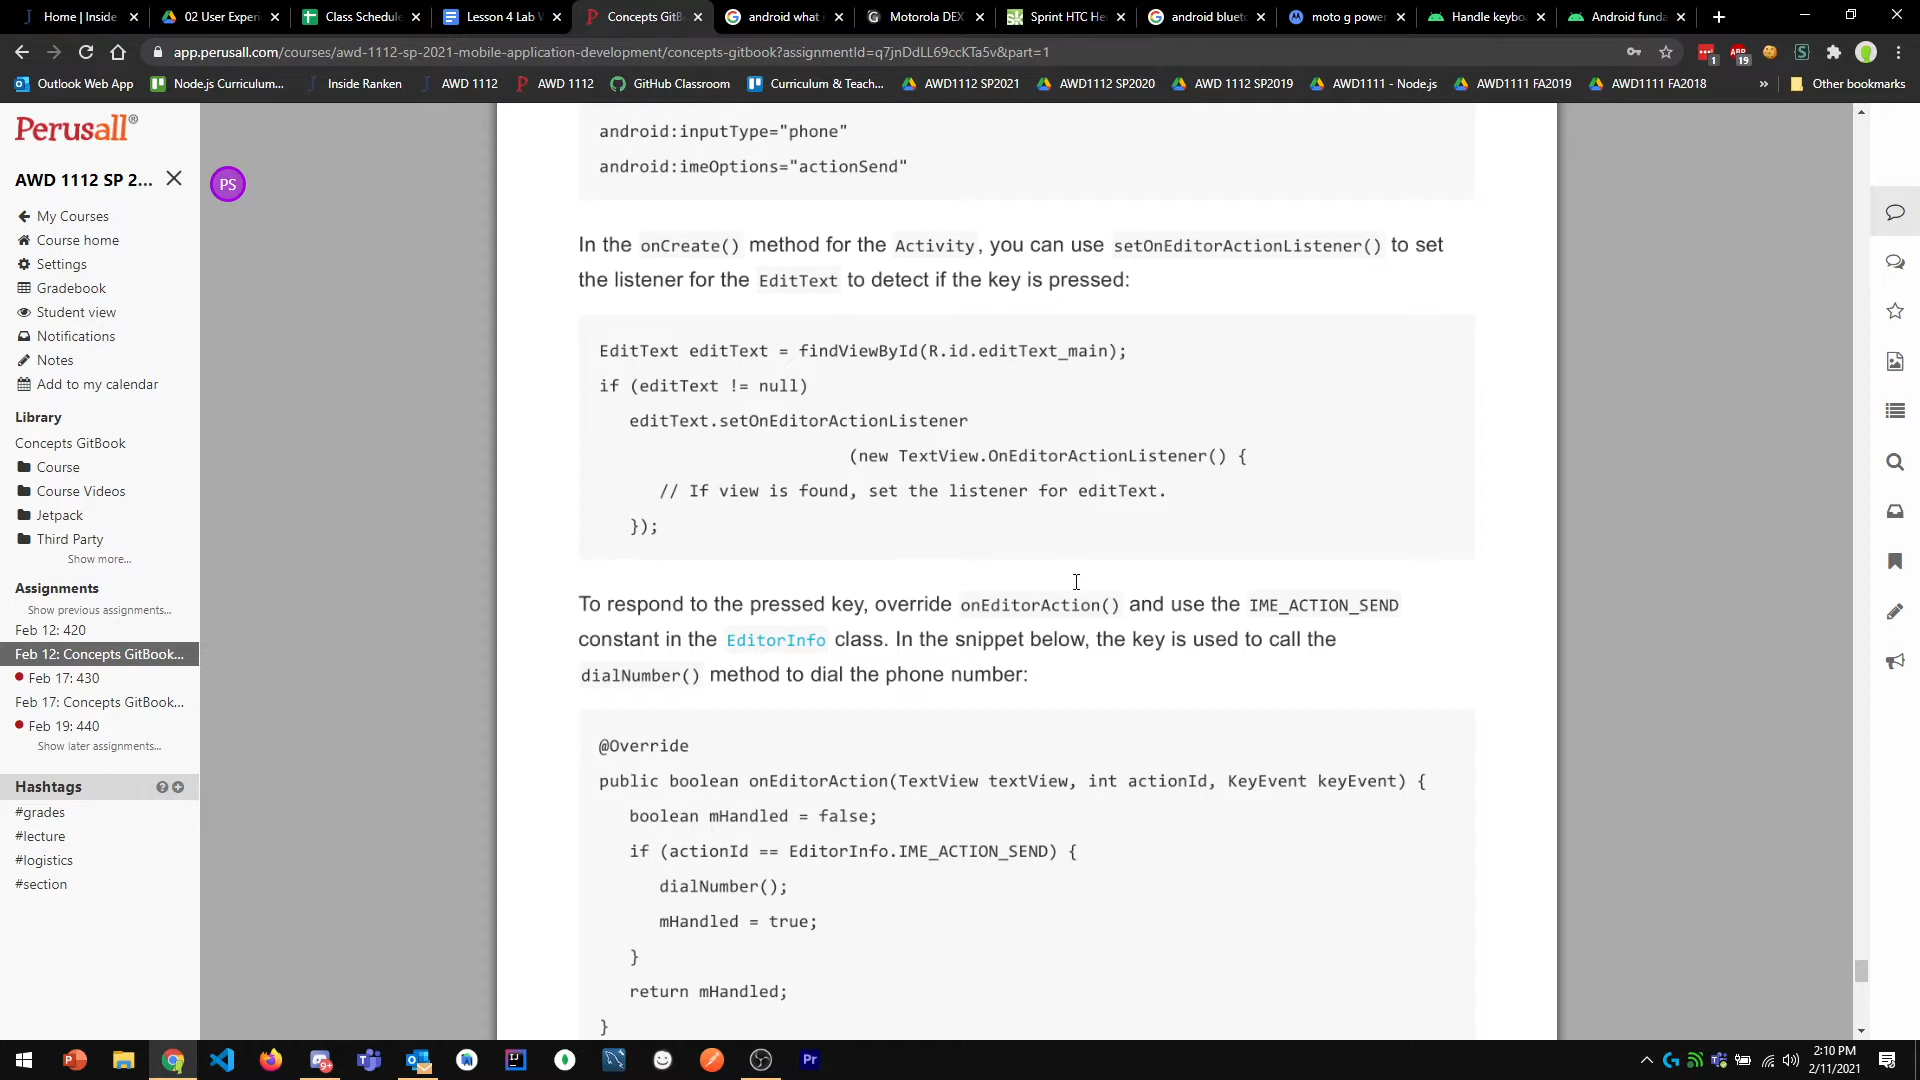 Home | Inside
02 User Experi
Class Schedule
Lesson 4 Lab W
Concepts GitB
android what i
Motorola DEX
Sprint HTC He
android bluet
moto g power
Handle keybo
Android funda
app.perusall.com/courses/awd-1112-sp-2021-mobile-application-development/concepts-gitbook?assignmentId=q7jnDdLL69ccKTa5v&part=1
1
19
Outlook Web App
Node.js Curriculum...
Inside Ranken
AWD 1112
AWD 1112
GitHub Classroom
Curriculum & Teach...
AWD1112 SP2021
AWD1112 SP2020
AWD1112 SP2019
AWD1111 - Node.js
AWD1111 FA2019
AWD1111 FA2018
»
Other bookmarks
Perusall®
AWD 1112 SP 2...
PS
My Courses
Course home
Settings
Gradebook
Student view
Notifications
Notes
Add to my calendar
Library
Concepts GitBook
Course
Course Videos
Jetpack
Third Party
Show more...
Assignments
Show previous assignments...
Feb 12: 420
Feb 12: Concepts GitBook...
Feb 17: 430
Feb 17: Concepts GitBook...
Feb 19: 440
Show later assignments...
Hashtags
#grades
#lecture
#logistics
#section
android:inputType="phone"
android:imeOptions="actionSend"
In the onCreate() method for the Activity, you can use setOnEditorActionListener() to set
the listener for the EditText to detect if the key is pressed:
EditText editText = findViewById(R.id.editText_main);
if (editText != null)
editText.setOnEditorActionListener
(new TextView.OnEditorActionListener() {
// If view is found, set the listener for editText.
});
To respond to the pressed key, override onEditorAction() and use the IME_ACTION_SEND
constant in the EditorInfo class. In the snippet below, the key is used to call the
dialNumber() method to dial the phone number:
@Override
public boolean onEditorAction(TextView textView, int actionId, KeyEvent keyEvent) {
boolean mHandled = false;
if (actionId == EditorInfo.IME_ACTION_SEND) {
dialNumber();
mHandled = true;
}
return mHandled;
}
9+
Pr
2:10 PM
2/11/2021